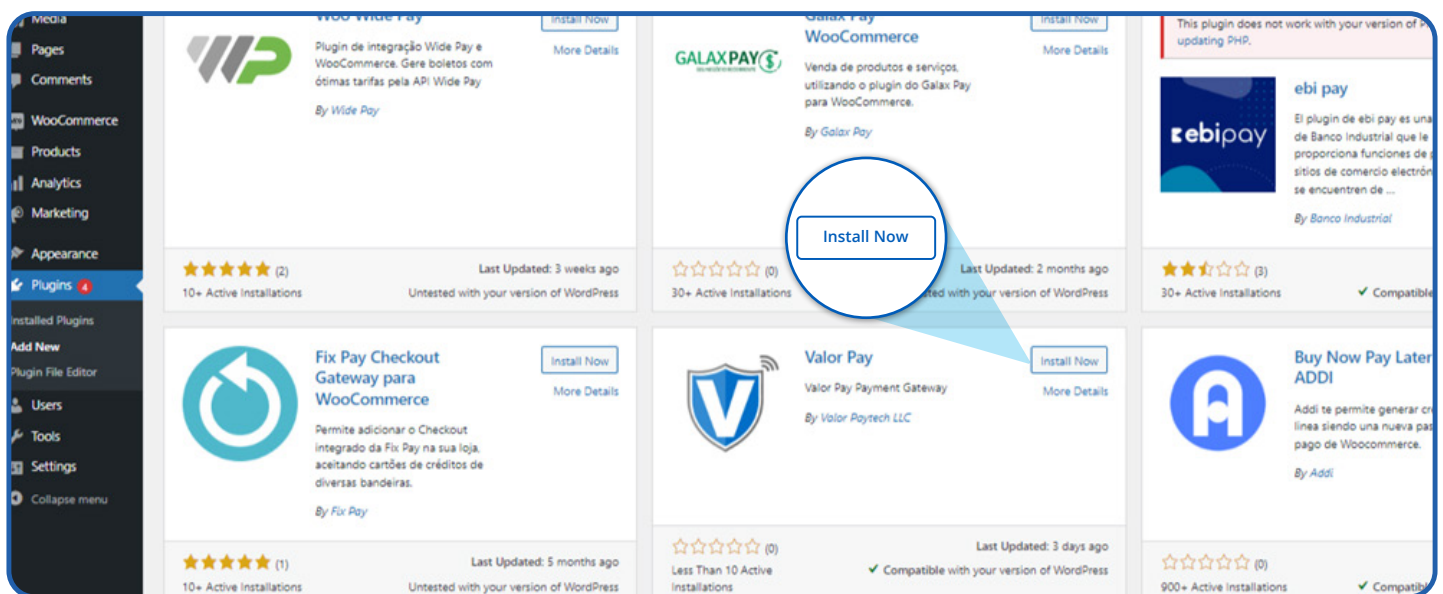 Media
Pages
Comments
WooCommerce
Products
Analytics
Marketing
Appearance
Plugins 4
Installed Plugins
Add New
Plugin File Editor
Users
Tools
Settings
Collapse menu
Woo Wide Pay
Install Now
More Details
Plugin de integração Wide Pay e
WooCommerce. Gere boletos com
ótimas tarifas pela API Wide Pay
By Wide Pay
(2)
Last Updated: 3 weeks ago
10+ Active Installations
Untested with your version of WordPress
GALAXPAY
Galax Pay
WooCommerce
Install Now
More Details
Venda de produtos e serviços,
utilizando o plugin do Galax Pay
para WooCommerce.
By Galax Pay
Install Now
(0)
Last Updated: 2 months ago
30+ Active Installations
with your version of WordPress
This plugin does not work with your version of
updating PHP.
ebipay
ebi pay
El plugin de ebi pay es una
de Banco Industrial que le
proporciona funciones de
sitios de comercio electrón
se encuentren de ...
By Banco Industrial
(3)
30+ Active Installations
Compatible
Fix Pay Checkout
Gateway para
WooCommerce
Install Now
More Details
Permite adicionar o Checkout
integrado da Fix Pay na sua loja,
aceitando cartões de créditos de
diversas bandeiras.
By Fix Pay
(1)
Last Updated: 5 months ago
10+ Active Installations
Untested with your version of WordPress
Valor Pay
Install Now
More Details
Valor Pay Payment Gateway
By Valor Paytech LLC
(0)
Last Updated: 3 days ago
Less Than 10 Active
Installations
Compatible with your version of WordPress
Buy Now Pay Later
ADDI
Addi te permite generar cr
linea siendo una nueva pas
pago de Woocommerce.
By Addi
(0)
900+ Active Installations
Compatib